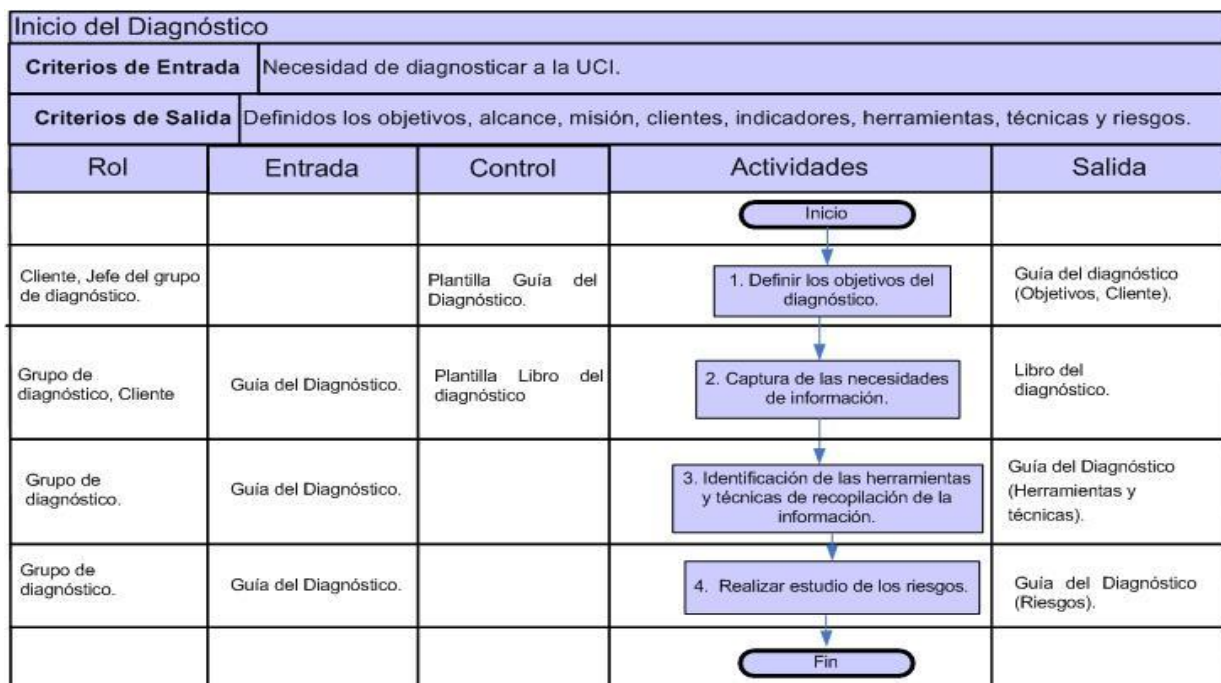 Inicio del Diagnóstico
Criterios de Entrada Necesidad de diagnosticar a la UCI.
Criterios de Salida Definidos los objetivos, alcance, misión, clientes, indicadores, herramientas, técnicas y riesgos.
Rol Entrada Control Actividades Salida
Inicio
Cliente, Jefe del grupo
de diagnóstico.
Plantilla Guía del
Diagnóstico.
1. Definir los objetivos del
diagnóstico.
Guía del diagnóstico
(Objetivos, Cliente).
Grupo de
diagnóstico, Cliente
Guía del Diagnóstico.
Plantilla Libro del
diagnóstico
2. Captura de las necesidades
de información.
Libro del
diagnóstico.
Grupo de
diagnóstico.
Guía del Diagnóstico.
3. Identificación de las herramientas
y técnicas de recopilación de la
información.
Guía del Diagnóstico
(Herramientas y
técnicas).
Grupo de
diagnóstico.
Guía del Diagnóstico.
4. Realizar estudio de los riesgos.
Guía del Diagnóstico
(Riesgos).
Fin